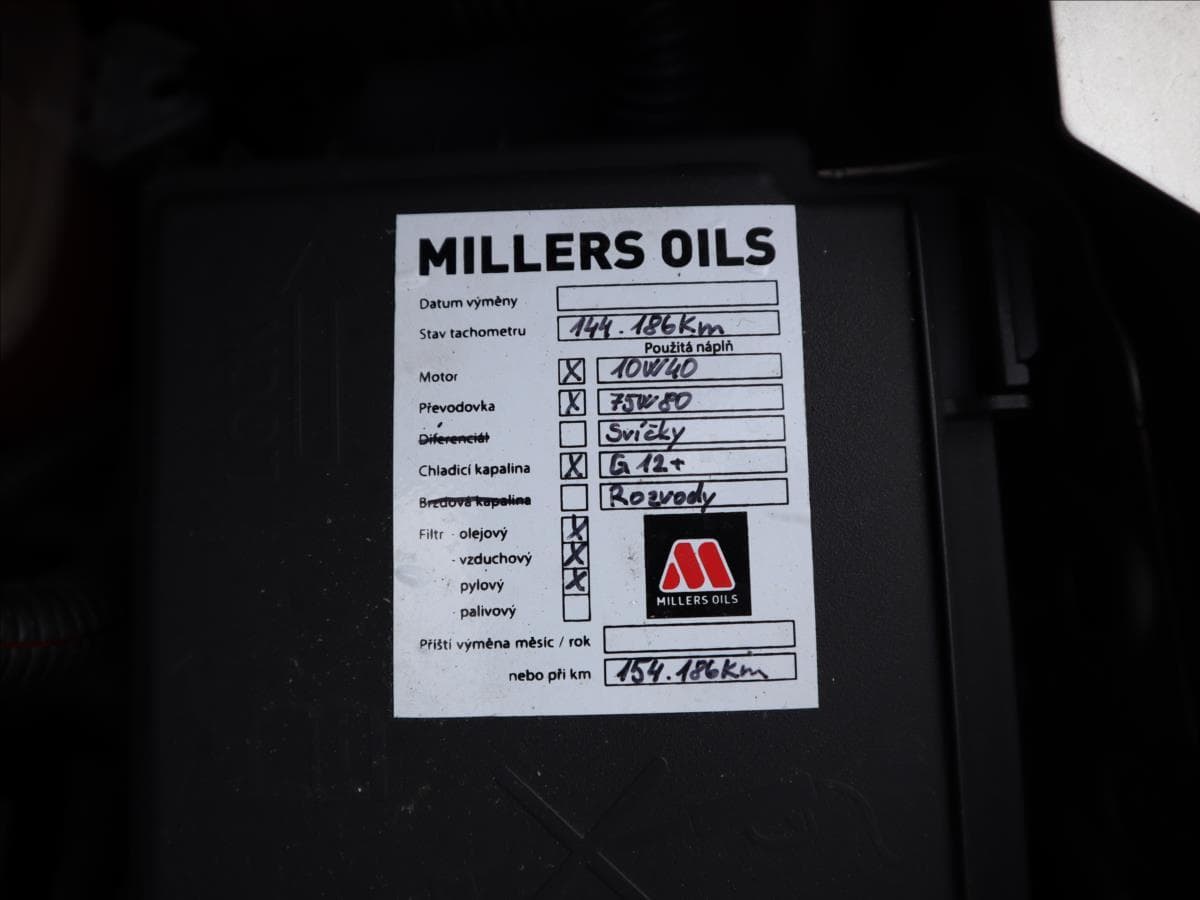 MILLERS OILS
Datum výměny
Stav tachometru 144.186Km
Použitá náplň
Motor X 10W40
Převodovka X 75W80
Diferenciál Svíčky
Chladicí kapalina X G 12+
Brzdová kapalina Rozvody
Filtr - olejový X
- vzduchový X
pylový X
palivový
MILLERS OILS
Příští výměna měsíc / rok
nebo při km 154.186Km